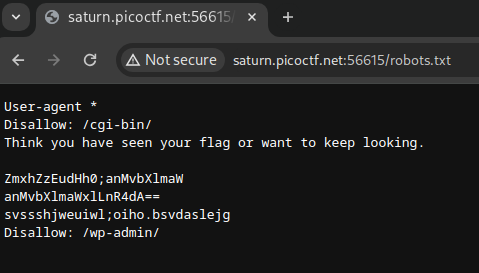 saturn.picoctf.net:56615/
Not secure
saturn.picoctf.net:56615/robots.txt
User-agent *
Disallow: /cgi-bin/
Think you have seen your flag or want to keep looking.
ZmxhZzEudHh0;anMvbXlmaW
anMvbXlmaWxlLnR4dA==
svssshjweuiwl;oiho.bsvdaslejg
Disallow: /wp-admin/